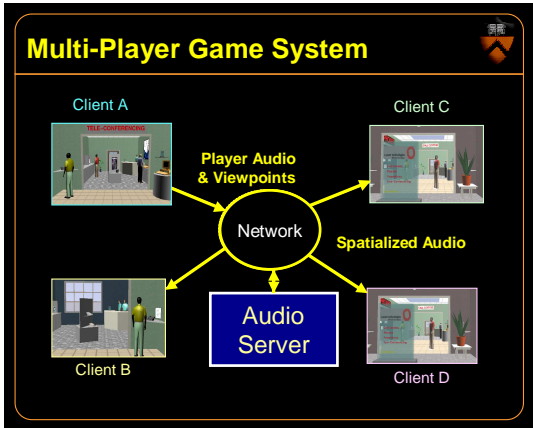 Multi-Player Game System
Client A
Client C
TELE-CONFERENCING
Player Audio
& Viewpoints
Network
Spatialized Audio
Audio
Server
Client B
Client D